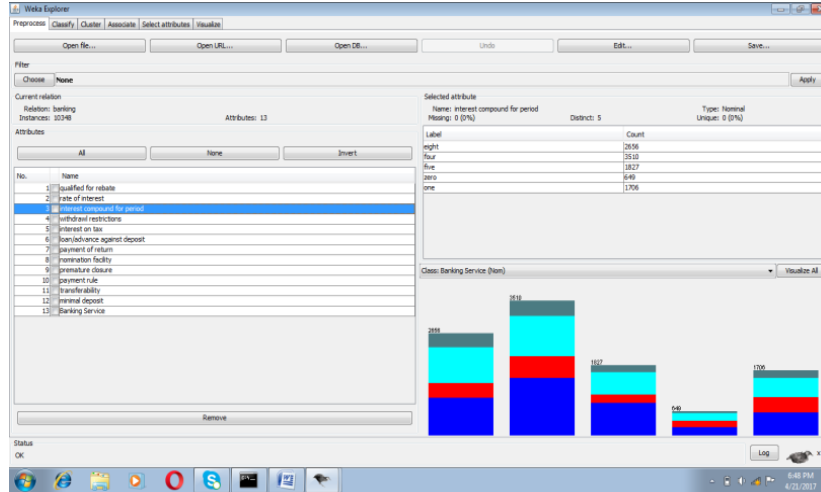 Weka Explorer
Preprocess Classify Cluster Associate Select attributes Visualize
Open file... Open URL... Open DB... Undo Edit... Save...
Filter
Choose None Apply
Current relation
Relation: banking
Instances: 10348 Attributes: 13
Attributes
All None Invert
No. Name
1 qualified for rebate
2 rate of interest
3 interest compound for period
4 withdrawl restrictions
5 interest on tax
6 loan/advance against deposit
7 payment of return
8 nomination facility
9 premature closure
10 payment rule
11 transferability
12 minimal deposit
13 Banking Service
Remove
Selected attribute
Name: interest compound for period Type: Nominal
Missing: 0 (0%) Distinct: 5 Unique: 0 (0%)
Label Count
eight 2656
four 3510
five 1827
zero 649
one 1706
Class: Banking Service (Nom) Visualize All
2656
3510
1827
649
1706
Status
OK
Log x 0
6:48 PM
4/21/2017